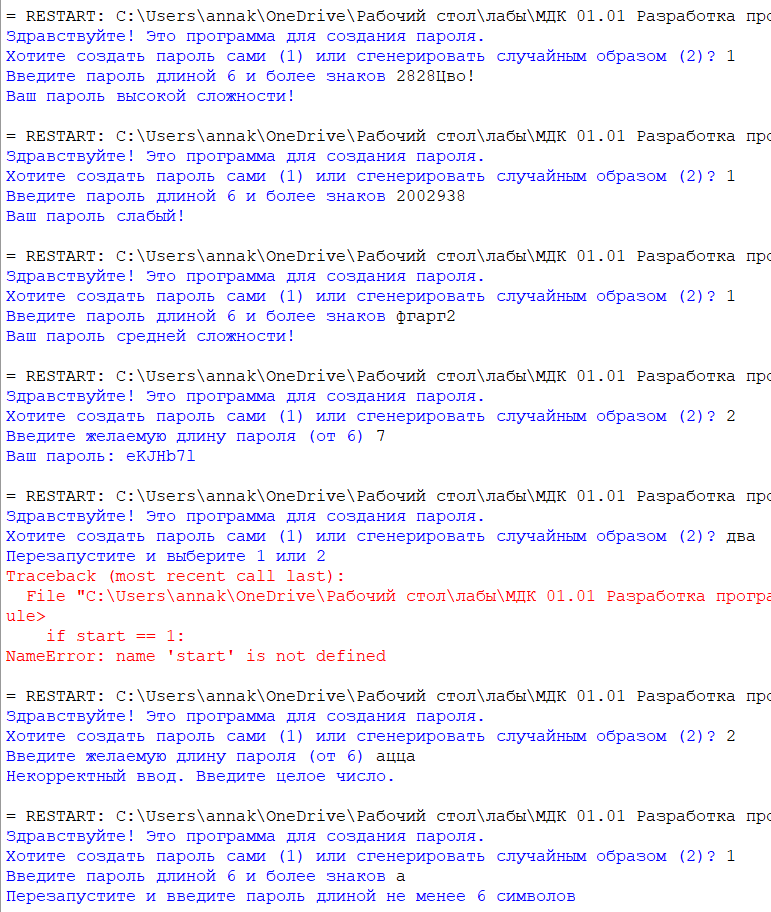 = RESTART: C:\Users\annak\OneDrive\Рабочий стол\лабы\МДК 01.01 Разработка про
Здравствуйте! Это программа для создания пароля.
Хотите создать пароль сами (1) или сгенерировать случайным образом (2)? 1
Введите пароль длиной 6 и более знаков 2828Цво!
Ваш пароль высокой сложности!
= RESTART: C:\Users\annak\OneDrive\Рабочий стол\лабы\МДК 01.01 Разработка про
Здравствуйте! Это программа для создания пароля.
Хотите создать пароль сами (1) или сгенерировать случайным образом (2)? 1
Введите пароль длиной 6 и более знаков 2002938
Ваш пароль слабый!
= RESTART: C:\Users\annak\OneDrive\Рабочий стол\лабы\МДК 01.01 Разработка про
Здравствуйте! Это программа для создания пароля.
Хотите создать пароль сами (1) или сгенерировать случайным образом (2)? 1
Введите пароль длиной 6 и более знаков фгарг2
Ваш пароль средней сложности!
= RESTART: C:\Users\annak\OneDrive\Рабочий стол\лабы\МДК 01.01 Разработка про
Здравствуйте! Это программа для создания пароля.
Хотите создать пароль сами (1) или сгенерировать случайным образом (2)? 2
Введите желаемую длину пароля (от 6) 7
Ваш пароль: eKJHb7l
= RESTART: C:\Users\annak\OneDrive\Рабочий стол\лабы\МДК 01.01 Разработка про
Здравствуйте! Это программа для создания пароля.
Хотите создать пароль сами (1) или сгенерировать случайным образом (2)? два
Перезапустите и выберите 1 или 2
Traceback (most recent call last):
File "C:\Users\annak\OneDrive\Рабочий стол\лабы\МДК 01.01 Разработка програ
ule>
if start == 1:
NameError: name 'start' is not defined
= RESTART: C:\Users\annak\OneDrive\Рабочий стол\лабы\МДК 01.01 Разработка про
Здравствуйте! Это программа для создания пароля.
Хотите создать пароль сами (1) или сгенерировать случайным образом (2)? 2
Введите желаемую длину пароля (от 6) ацца
Некорректный ввод. Введите целое число.
= RESTART: C:\Users\annak\OneDrive\Рабочий стол\лабы\МДК 01.01 Разработка про
Здравствуйте! Это программа для создания пароля.
Хотите создать пароль сами (1) или сгенерировать случайным образом (2)? 1
Введите пароль длиной 6 и более знаков а
Перезапустите и введите пароль длиной не менее 6 символов